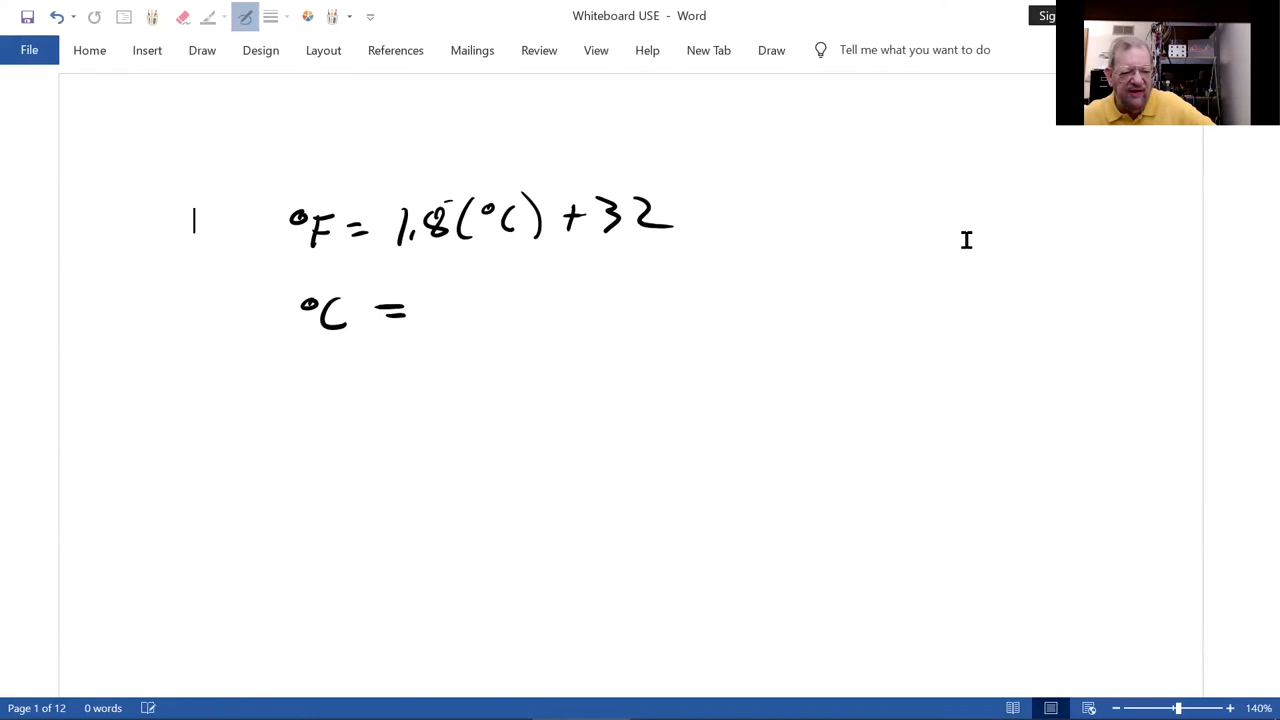 Whiteboard USE - Word
Sig
File Home Insert Draw Design Layout References Mailings Review View Help New Tab Draw Tell me what you want to do
°F = 1.8(°C) + 32
°C =
Page 1 of 12 0 words 140%